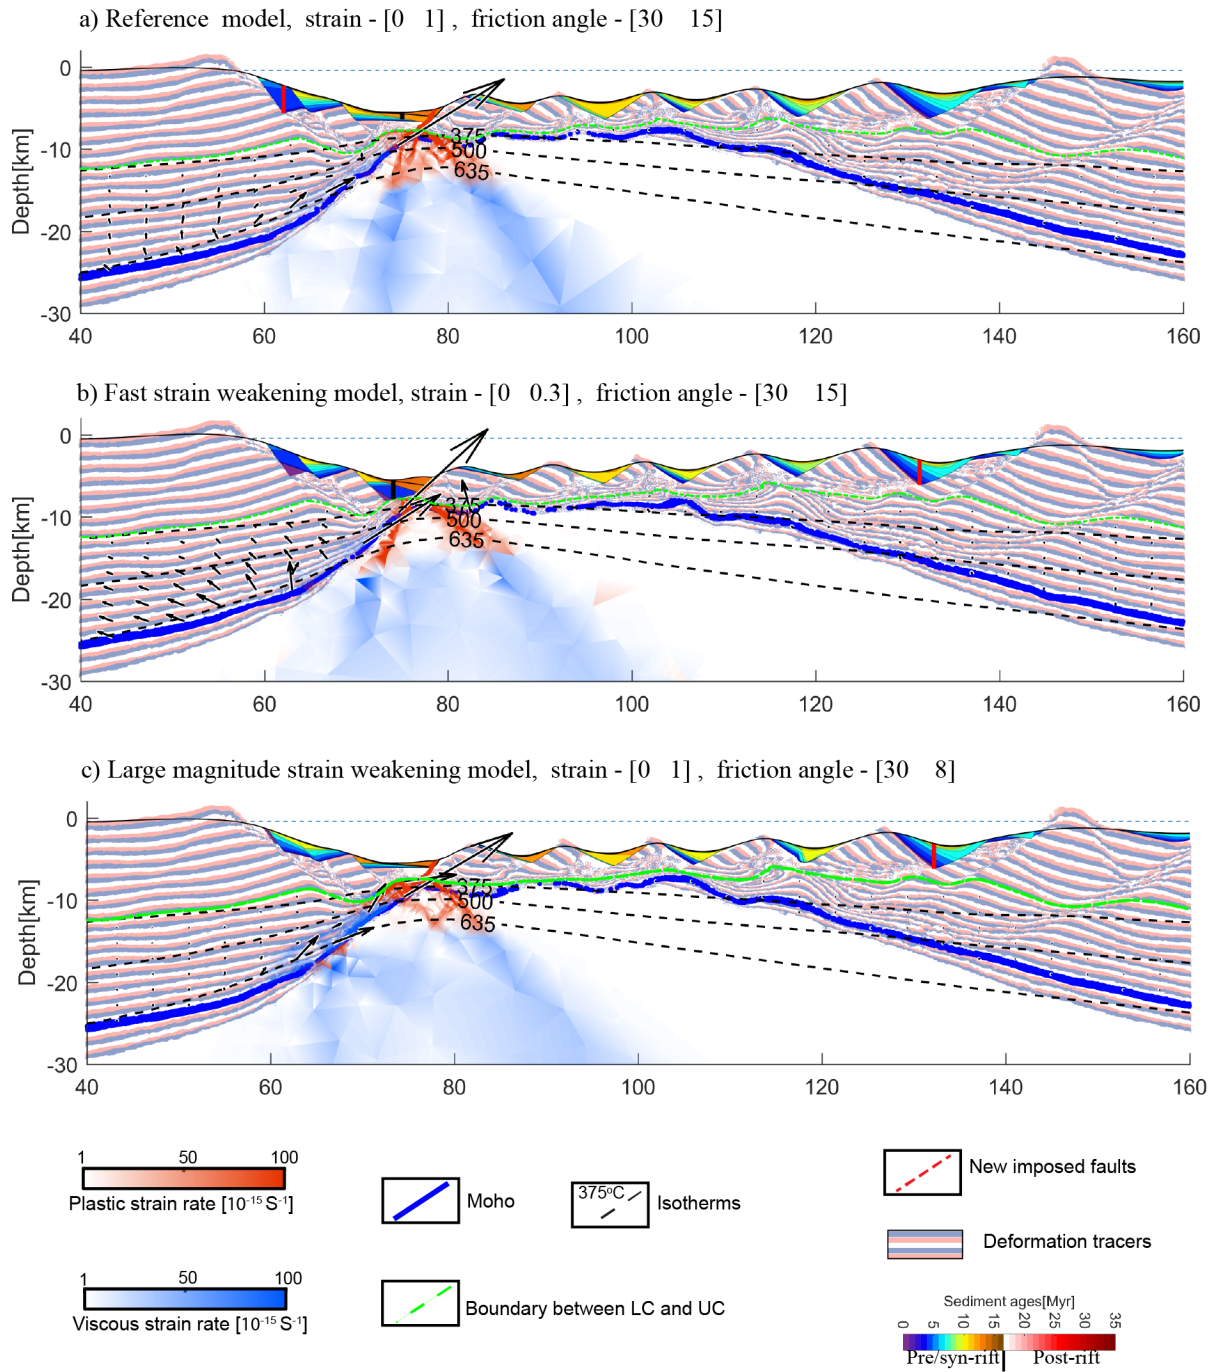 a) Reference model, strain - [0 1] , friction angle - [30 15]
0
-10
-20
-30
Depth[km]
375
500
635
40 60 80 100 120 140 160
b) Fast strain weakening model, strain - [0 0.3] , friction angle - [30 15]
0
-10
-20
-30
Depth[km]
375
500
635
40 60 80 100 120 140 160
c) Large magnitude strain weakening model, strain - [0 1] , friction angle - [30 8]
0
-10
-20
-30
Depth[km]
375
500
635
40 60 80 100 120 140 160
1 50 100
Plastic strain rate [10⁻¹⁵ S⁻¹]
Moho
375°C
Isotherms
New imposed faults
Deformation tracers
1 50 100
Viscous strain rate [10⁻¹⁵ S⁻¹]
Boundary between LC and UC
Sediment ages[Myr]
0 5 10 15 20 25 30 35
Pre/syn-rift Post-rift